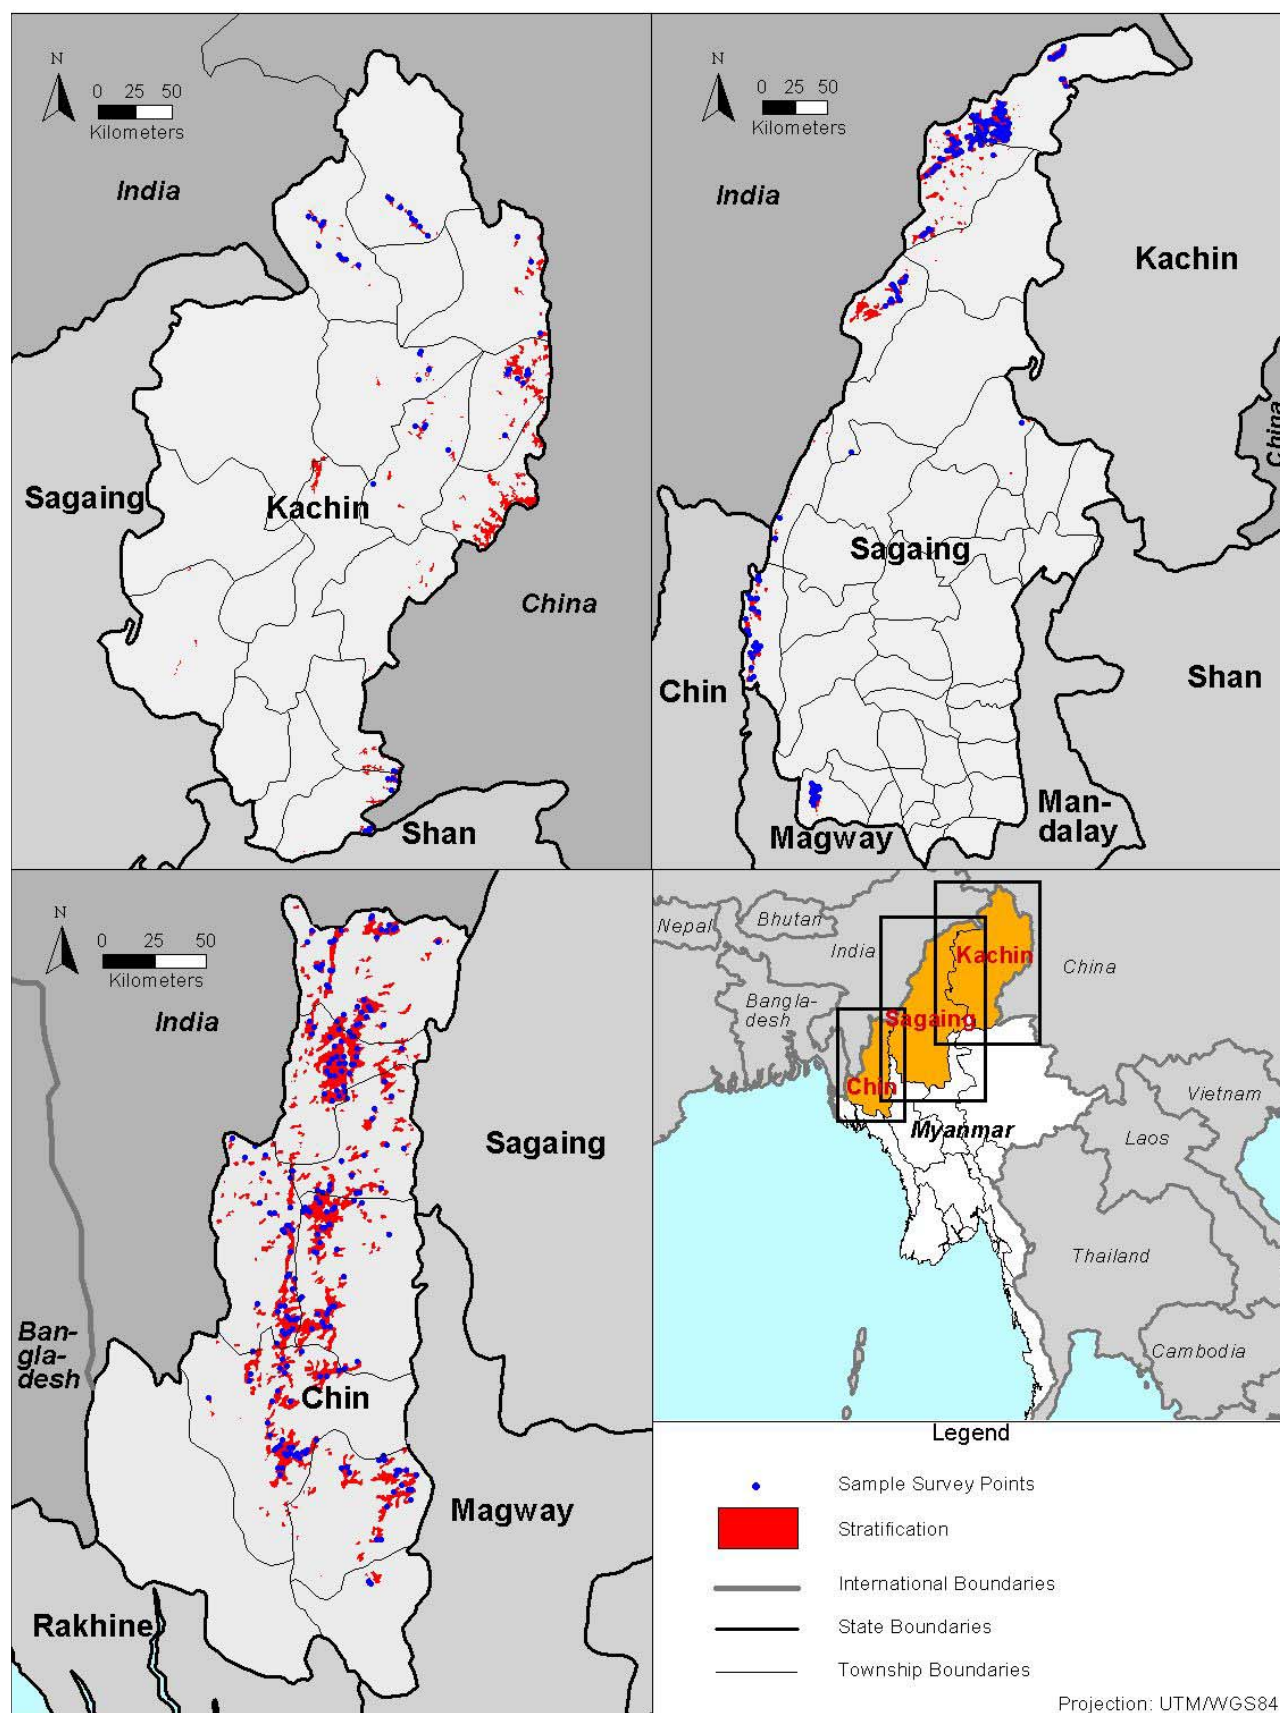 N
0 25 50
Kilometers
India
Sagaing
Kachin
China
Shan
N
0 25 50
Kilometers
India
Kachin
China
Sagaing
Chin
Shan
Man-
dalay
Magway
N
0 25 50
Kilometers
India
Sagaing
Ban-
gla-
desh
Chin
Magway
Rakhine
Nepal
Bhutan
India
Kachin
China
Bangla-
desh
Sagaing
Chin
Myanmar
Vietnam
Laos
Thailand
Cambodia
Legend
Sample Survey Points
Stratification
International Boundaries
State Boundaries
Township Boundaries
Projection: UTM/WGS84